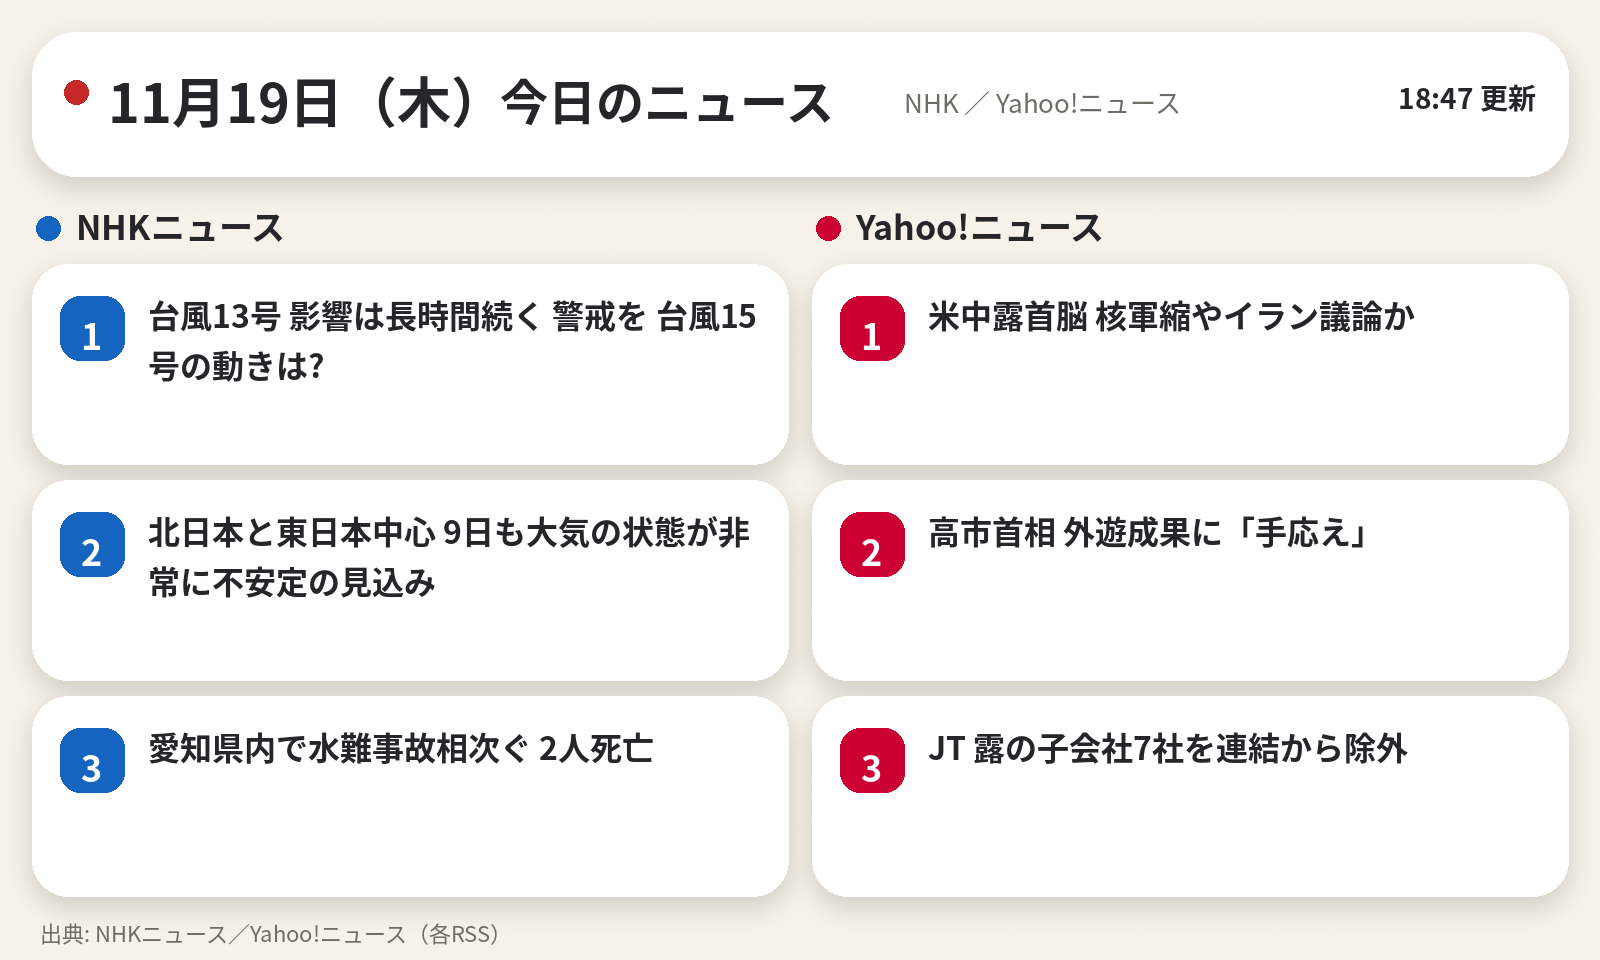 11月19日（木）今日のニュース
NHK ／ Yahoo!ニュース
18:47 更新
NHKニュース
1
台風13号 影響は長時間続く 警戒を 台風15
号の動きは?
2
北日本と東日本中心 9日も大気の状態が非
常に不安定の見込み
3
愛知県内で水難事故相次ぐ 2人死亡
Yahoo!ニュース
1
米中露首脳 核軍縮やイラン議論か
2
高市首相 外遊成果に「手応え」
3
JT 露の子会社7社を連結から除外
出典: NHKニュース／Yahoo!ニュース（各RSS）